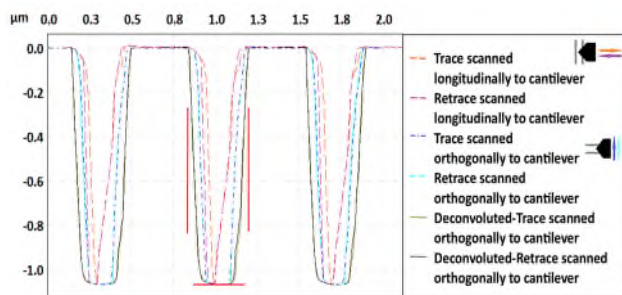 µm
0.0 0.3 0.5 0.8 1.0 1.3 1.5 1.8 2.0
0.0
-0.2
-0.4
-0.6
-0.8
-1.0
Trace scanned
longitudinally to cantilever
Retrace scanned
longitudinally to cantilever
Trace scanned
orthogonally to cantilever
Retrace scanned
orthogonally to cantilever
Deconvoluted-Trace scanned
orthogonally to cantilever
Deconvoluted-Retrace scanned
orthogonally to cantilever